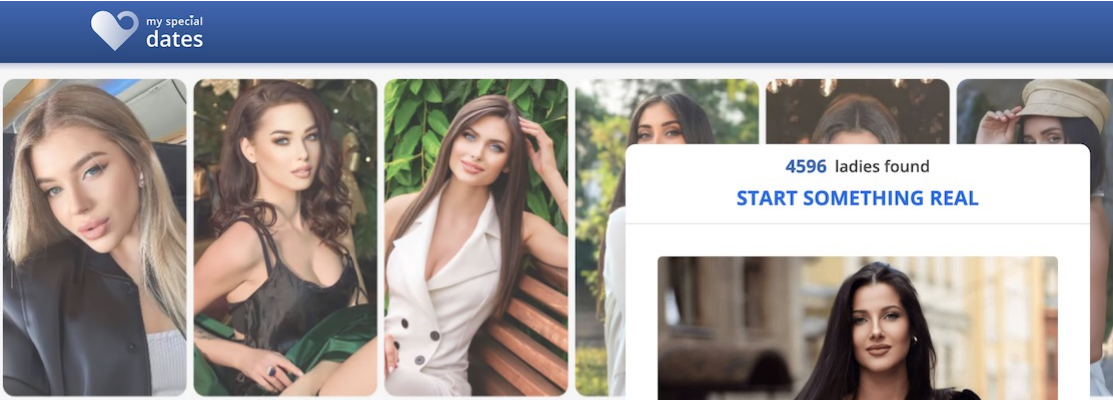 my special
dates
4596 ladies found
START SOMETHING REAL